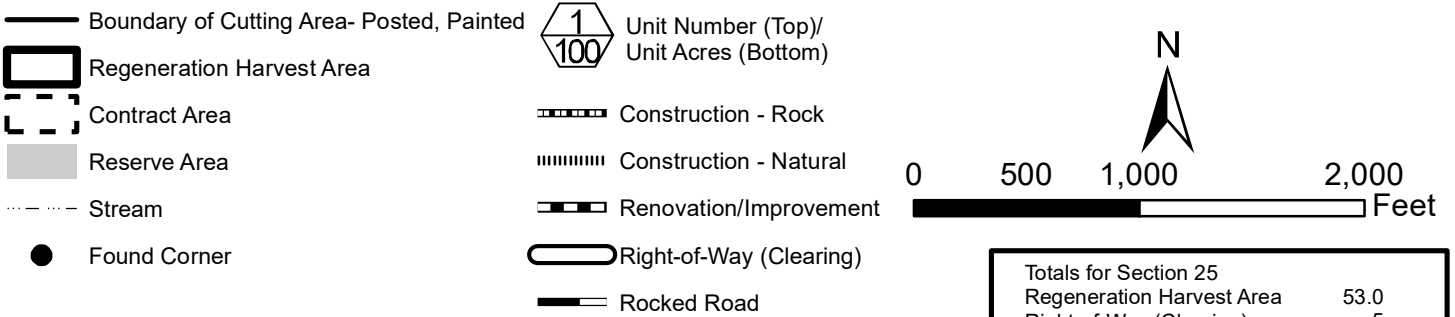 Boundary of Cutting Area- Posted, Painted
Regeneration Harvest Area
Contract Area
Reserve Area
Stream
Found Corner
1
100
Unit Number (Top)/
Unit Acres (Bottom)
Construction - Rock
Construction - Natural
Renovation/Improvement
Right-of-Way (Clearing)
Rocked Road
N
0 500 1,000 2,000
Feet
Totals for Section 25
Regeneration Harvest Area 53.0